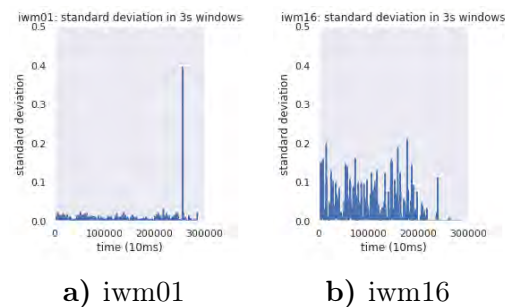 iwm01: standard deviation in 3s windows
0.5
0.4
0.3
0.2
0.1
0.0
standard deviation
0 100000 200000 300000
time (10ms)
a) iwm01
iwm16: standard deviation in 3s windows
0.5
0.4
0.3
0.2
0.1
0.0
standard deviation
0 100000 200000 300000
time (10ms)
b) iwm16